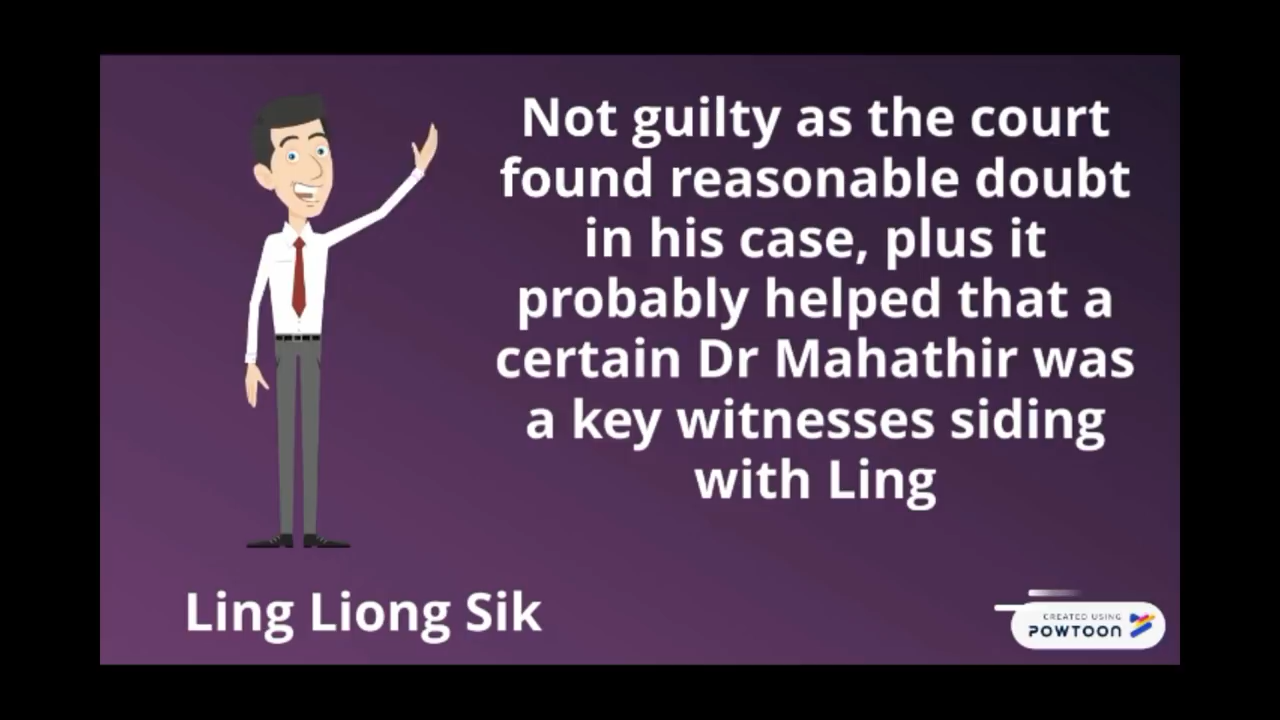 Not guilty as the court
found reasonable doubt
in his case, plus it
probably helped that a
certain Dr Mahathir was
a key witnesses siding
with Ling
Ling Liong Sik
CREATED USING
POWTOON